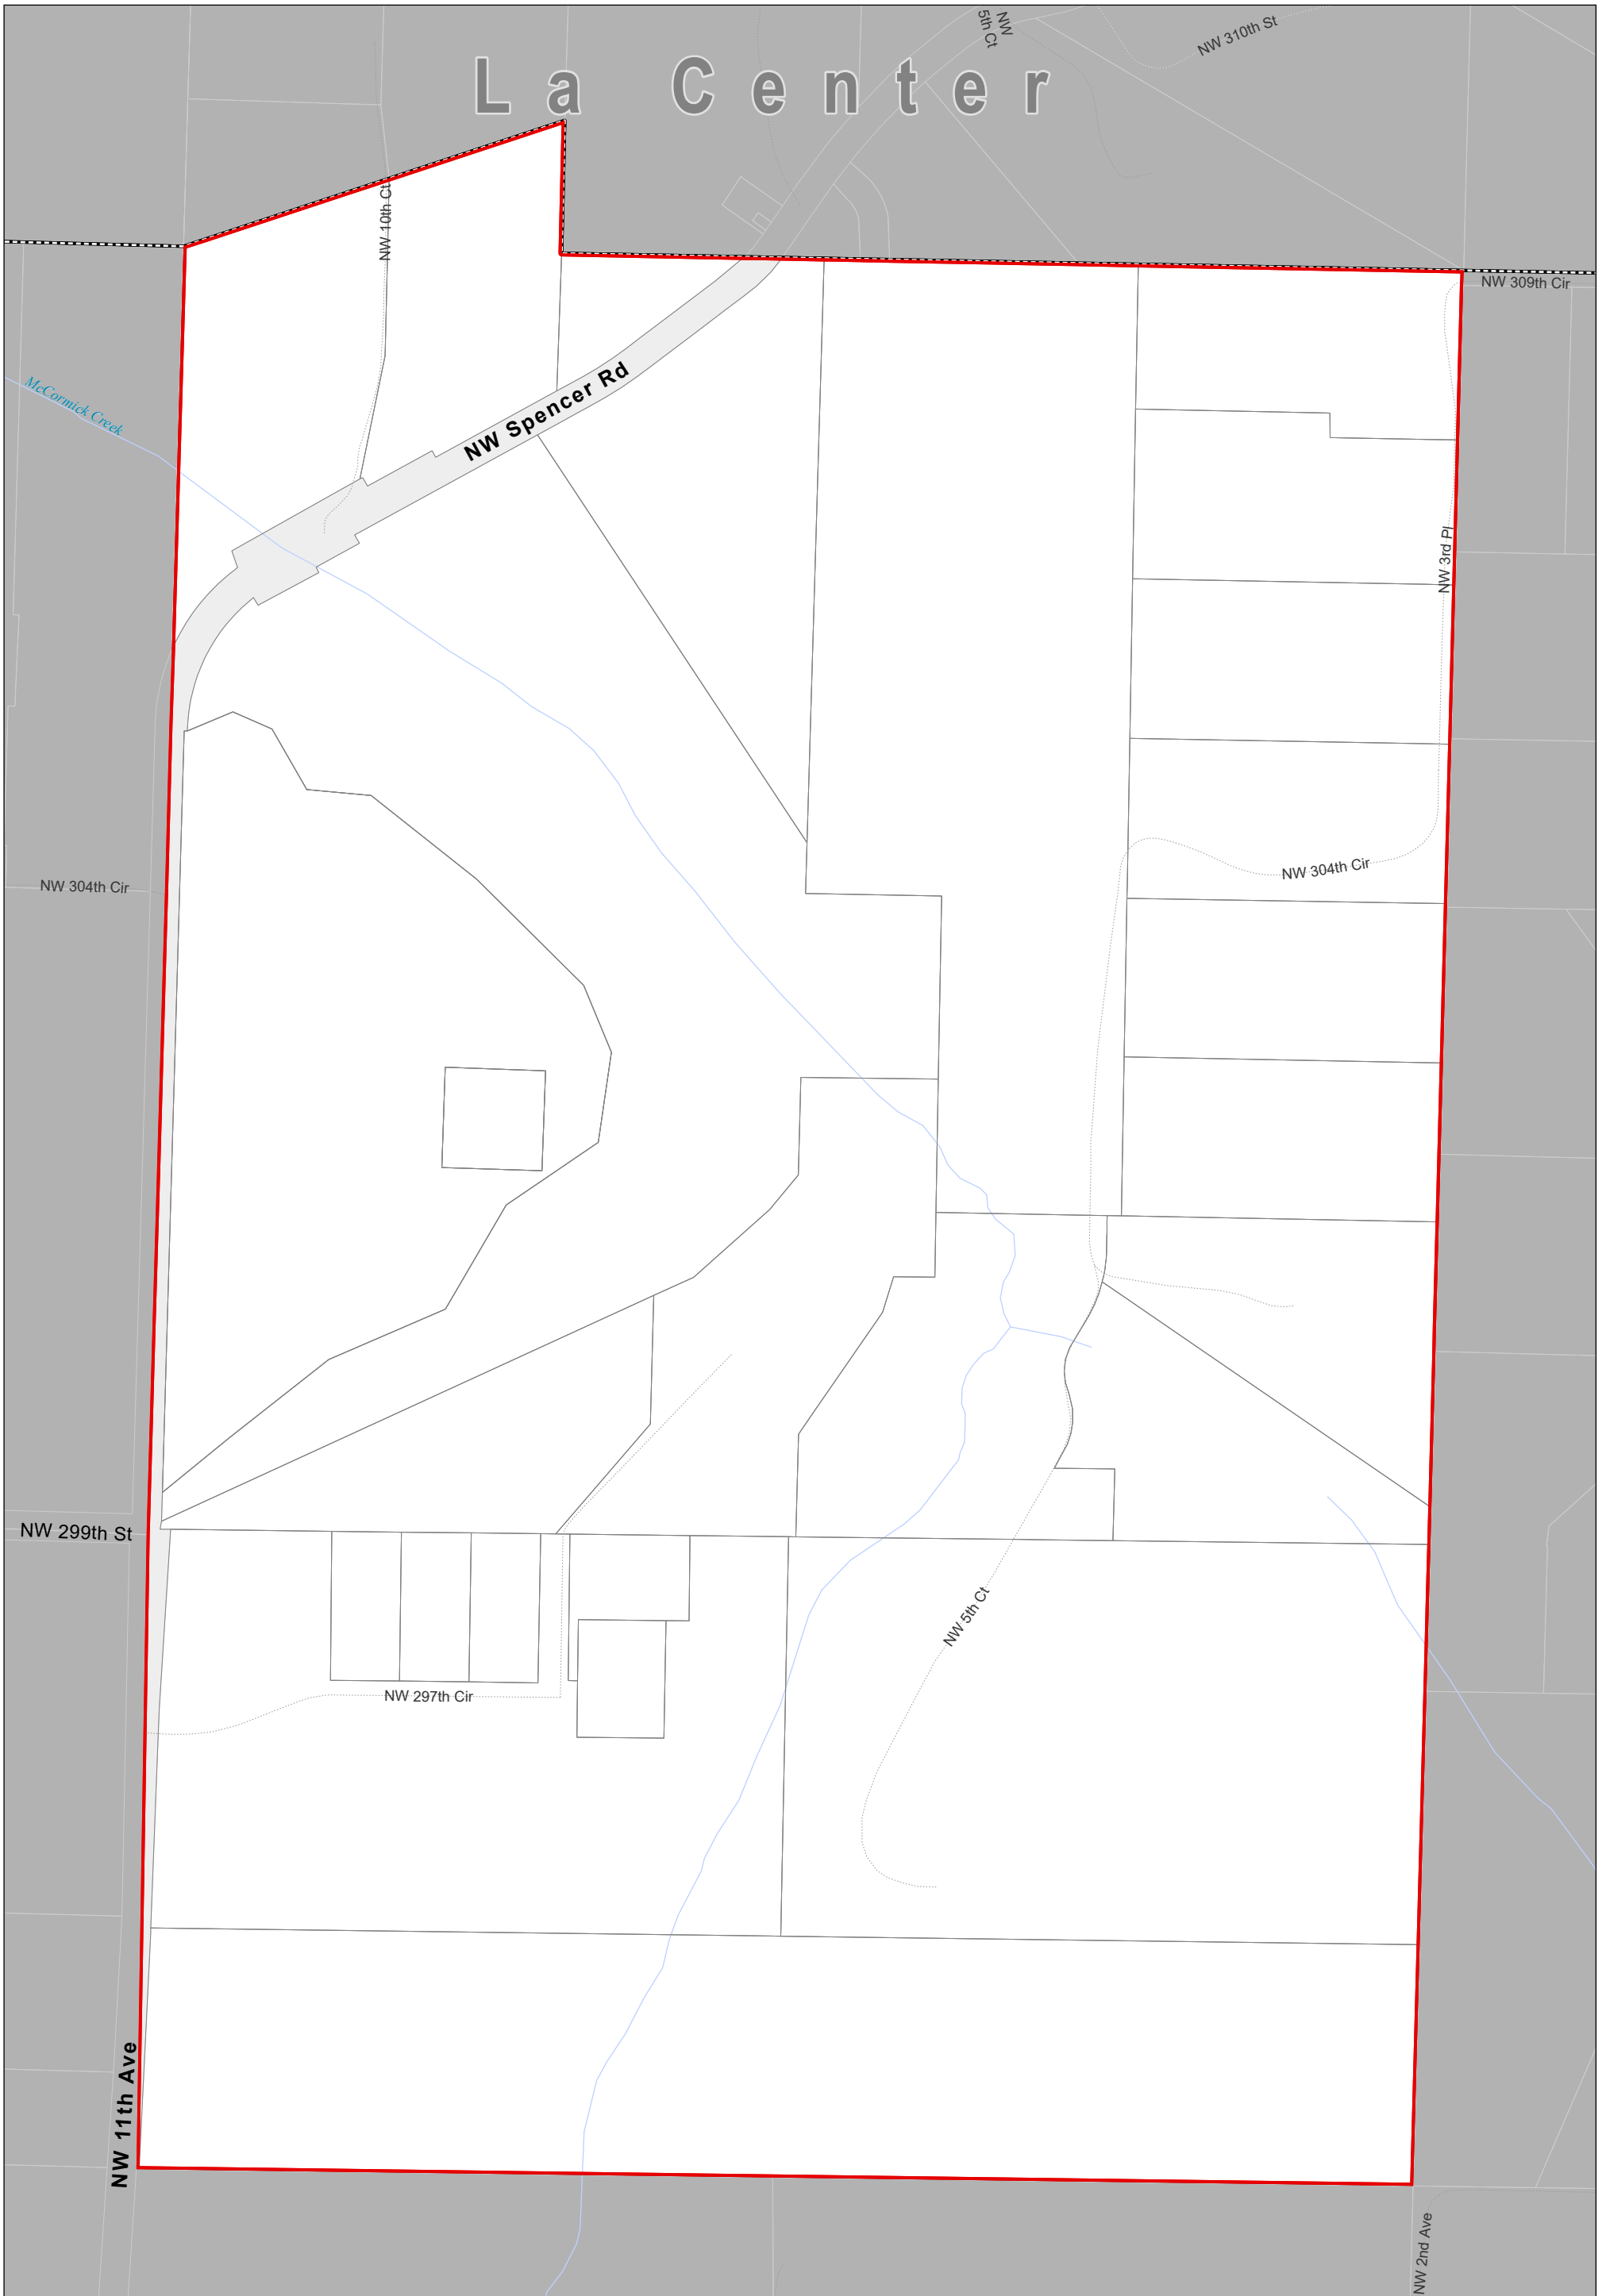 NW
5th Ct
NW 310th St
La Center
NW 10th Ct
NW 309th Cir
McCormick Creek
NW Spencer Rd
NW 3rd Pl
NW 304th Cir
NW 304th Cir
NW 299th St
NW 5th Ct
NW 297th Cir
NW 11th Ave
NW 2nd Ave